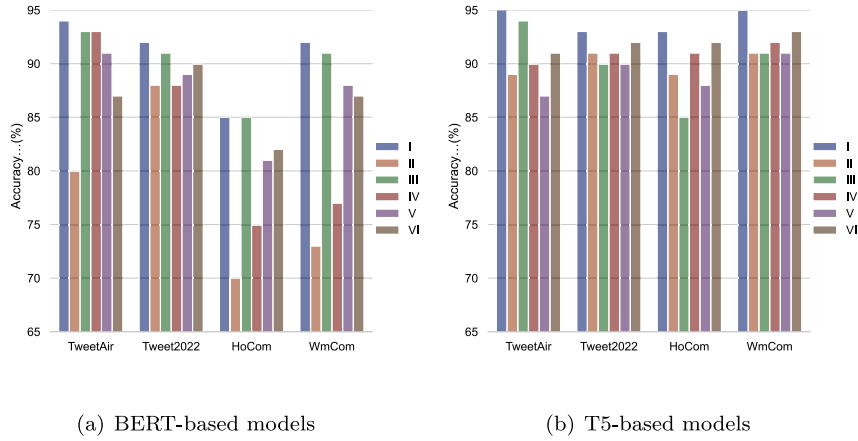 95
90
85
80
75
70
65
Accuracy...(%)
TweetAir Tweet2022 HoCom WmCom
I
II
III
IV
V
VI
(a) BERT-based models
95
90
85
80
75
70
65
Accuracy...(%)
TweetAir Tweet2022 HoCom WmCom
I
II
III
IV
V
VI
(b) T5-based models